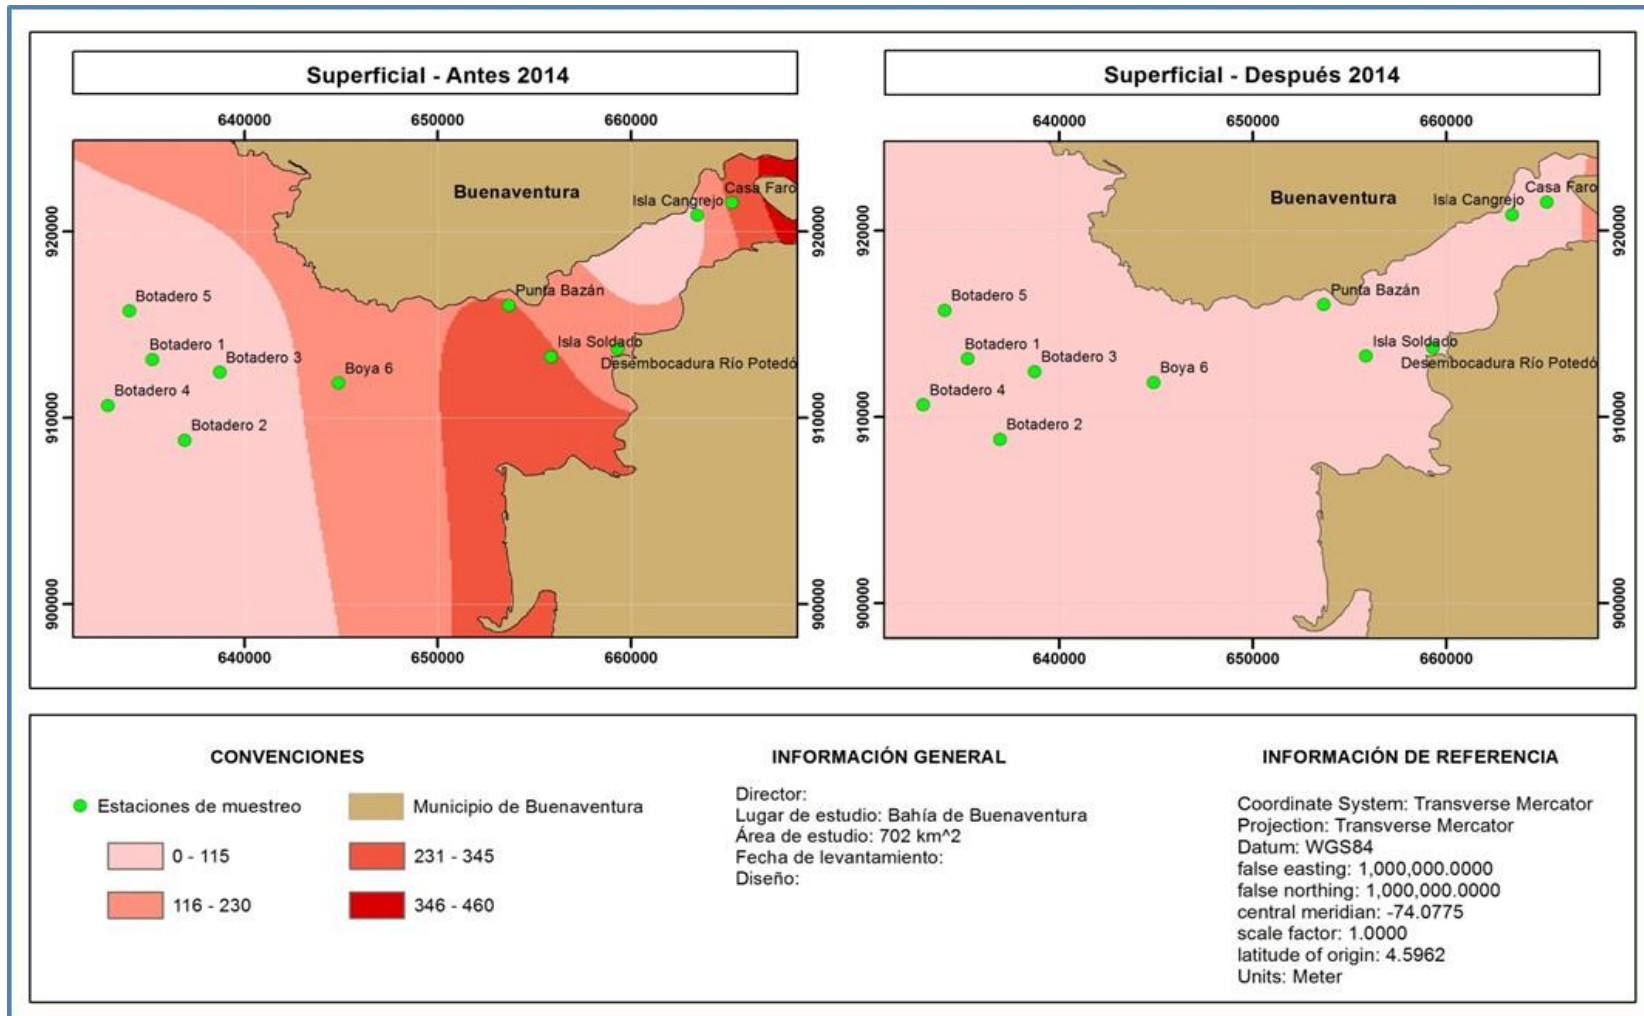 Superficial - Antes 2014
640000
650000
660000
920000
910000
900000
920000
910000
900000
Buenaventura
Casa Faro
Isla Cangrejo
Punta Bazán
Botadero 5
Botadero 1
Botadero 3
Botadero 4
Botadero 2
Boya 6
Isla Soldado
Desembocadura Río Potedó
640000
650000
660000
Superficial - Después 2014
640000
650000
660000
920000
910000
900000
920000
910000
900000
Buenaventura
Casa Faro
Isla Cangrejo
Punta Bazán
Botadero 5
Botadero 1
Botadero 3
Botadero 4
Botadero 2
Boya 6
Isla Soldado
Desembocadura Río Potedó
640000
650000
660000
CONVENCIONES
Estaciones de muestreo
Municipio de Buenaventura
0 - 115
231 - 345
116 - 230
346 - 460
INFORMACIÓN GENERAL
Director:
Lugar de estudio: Bahía de Buenaventura
Área de estudio: 702 km^2
Fecha de levantamiento:
Diseño:
INFORMACIÓN DE REFERENCIA
Coordinate System: Transverse Mercator
Projection: Transverse Mercator
Datum: WGS84
false easting: 1,000,000.0000
false northing: 1,000,000.0000
central meridian: -74.0775
scale factor: 1.0000
latitude of origin: 4.5962
Units: Meter